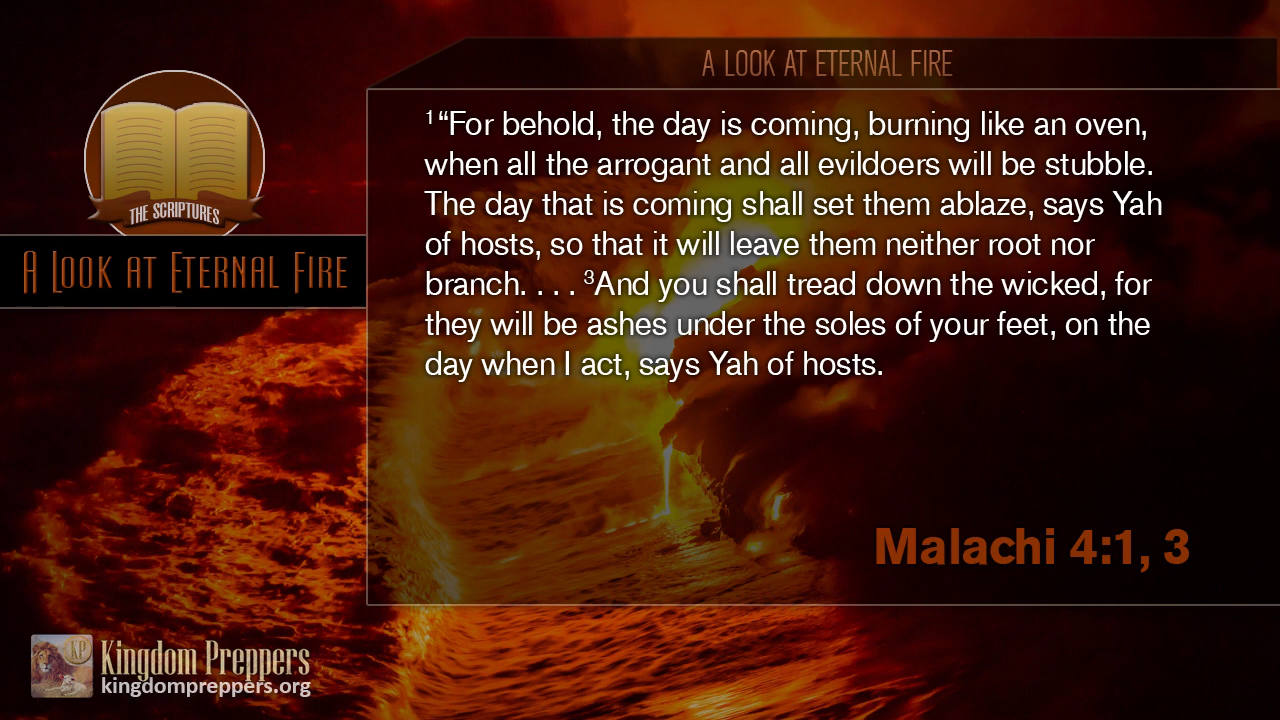 A LOOK AT ETERNAL FIRE
THE SCRIPTURES
A LOOK AT ETERNAL FIRE
¹“For behold, the day is coming, burning like an oven,
when all the arrogant and all evildoers will be stubble.
The day that is coming shall set them ablaze, says Yah
of hosts, so that it will leave them neither root nor
branch. . . . ³And you shall tread down the wicked, for
they will be ashes under the soles of your feet, on the
day when I act, says Yah of hosts.
Malachi 4:1, 3
KP
Kingdom Preppers
kingdompreppers.org